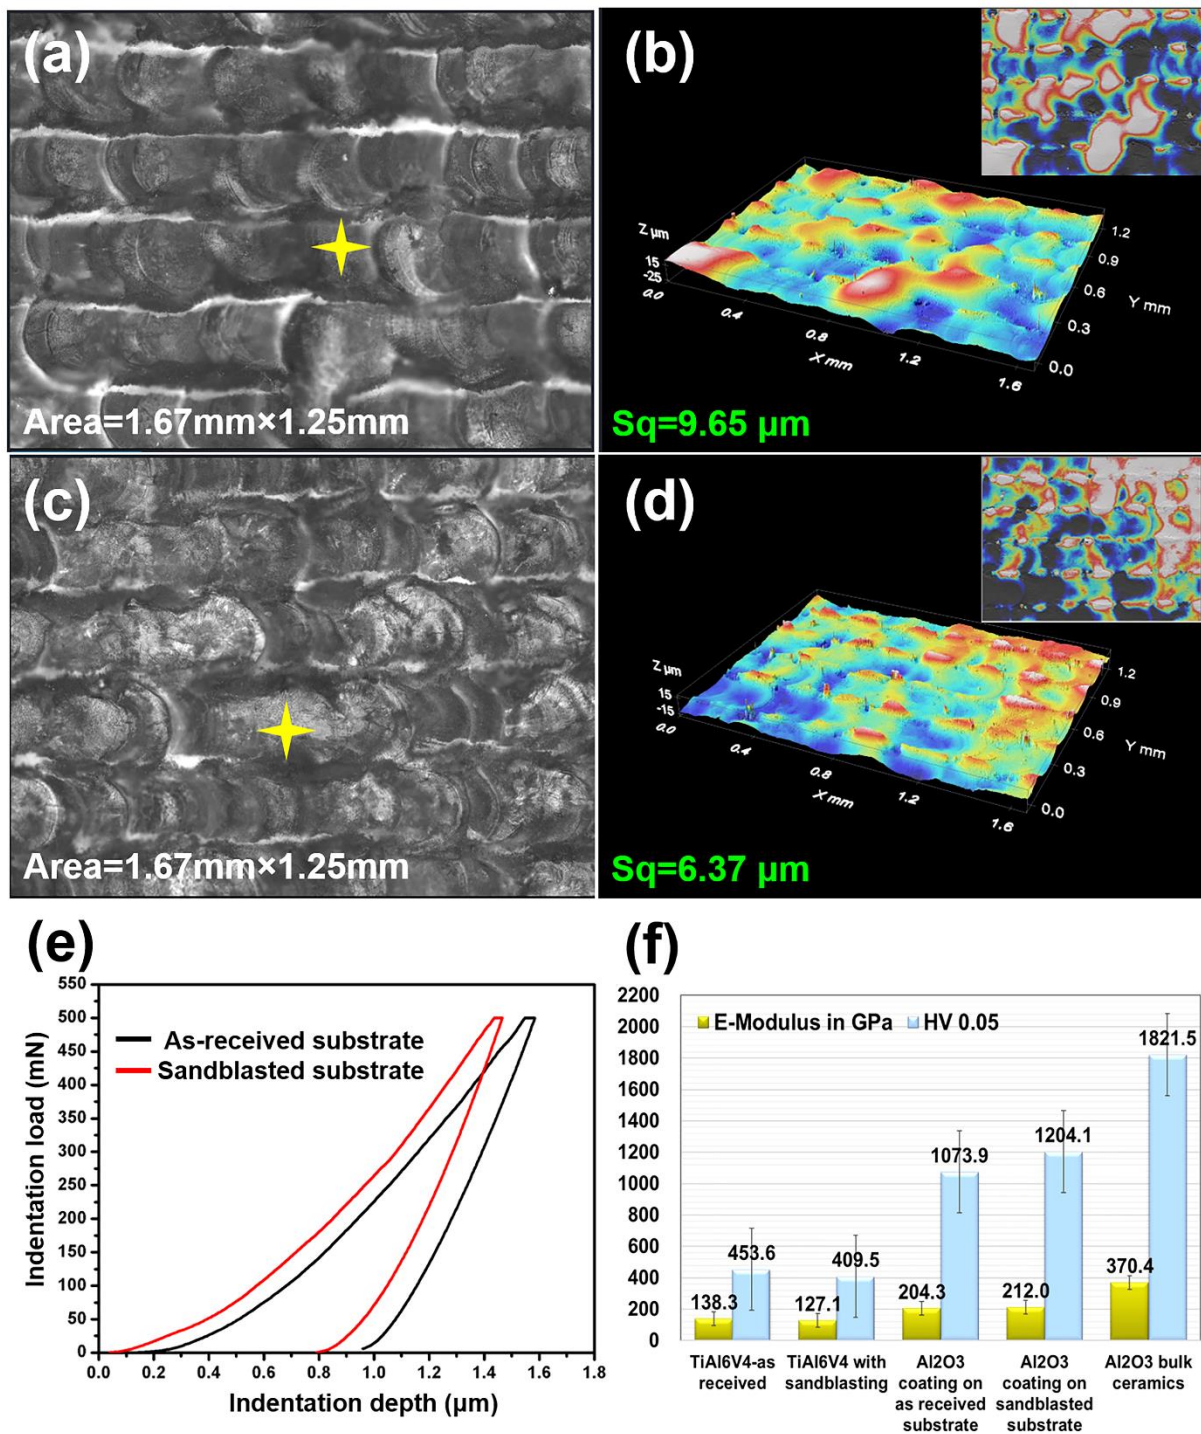 (a)
Area=1.67mm×1.25mm
(b)
Z µm
15
-25
0.0
0.4
0.8
1.2
1.6
X mm
0.0
0.3
0.6
0.9
1.2
Y mm
Sq=9.65 µm
(c)
Area=1.67mm×1.25mm
(d)
Z µm
15
-15
0.0
0.4
0.8
1.2
1.6
X mm
0.0
0.3
0.6
0.9
1.2
Y mm
Sq=6.37 µm
(e)
Indentation load (mN)
550
500
450
400
350
300
250
200
150
100
50
0
As-received substrate
Sandblasted substrate
0.0 0.2 0.4 0.6 0.8 1.0 1.2 1.4 1.6 1.8
Indentation depth (µm)
(f)
2200
2000
1800
1600
1400
1200
1000
800
600
400
200
0
E-Modulus in GPa HV 0.05
138.3
453.6
127.1
409.5
204.3
1073.9
212.0
1204.1
370.4
1821.5
TiAl6V4-as
received
TiAl6V4 with
sandblasting
Al2O3
coating on
as received
substrate
Al2O3
coating on
sandblasted
substrate
Al2O3 bulk
ceramics